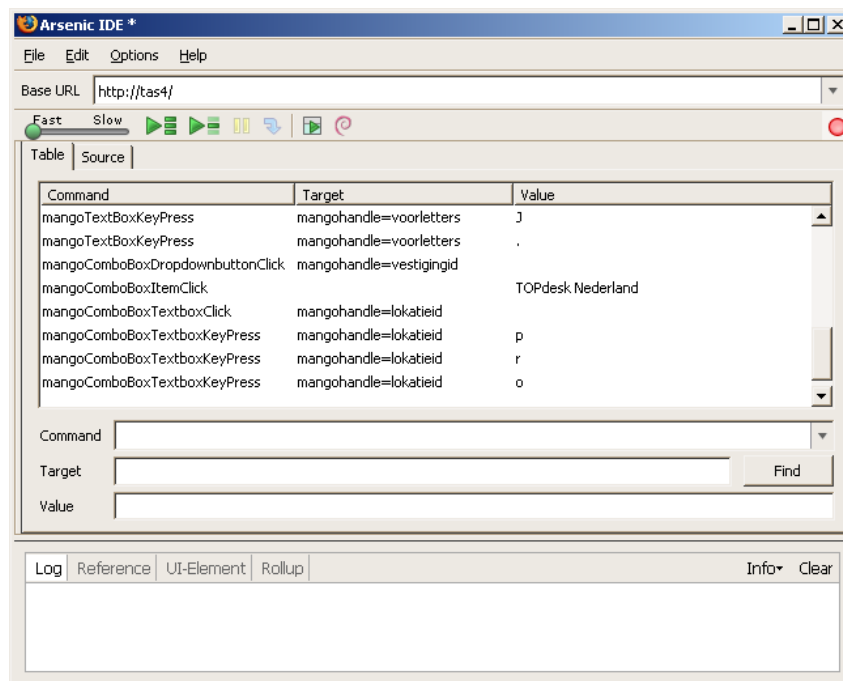 Arsenic IDE *
File Edit Options Help
Base URL http://tas4/
Fast Slow
Table Source
Command Target Value
mangoTextBoxKeyPress mangohandle=voorletters J
mangoTextBoxKeyPress mangohandle=voorletters .
mangoComboBoxDropdownbuttonClick mangohandle=vestigingid
mangoComboBoxItemClick TOPdesk Nederland
mangoComboBoxTextboxClick mangohandle=lokatieid
mangoComboBoxTextboxKeyPress mangohandle=lokatieid p
mangoComboBoxTextboxKeyPress mangohandle=lokatieid r
mangoComboBoxTextboxKeyPress mangohandle=lokatieid o
Command
Target Find
Value
Log Reference UI-Element Rollup Info Clear